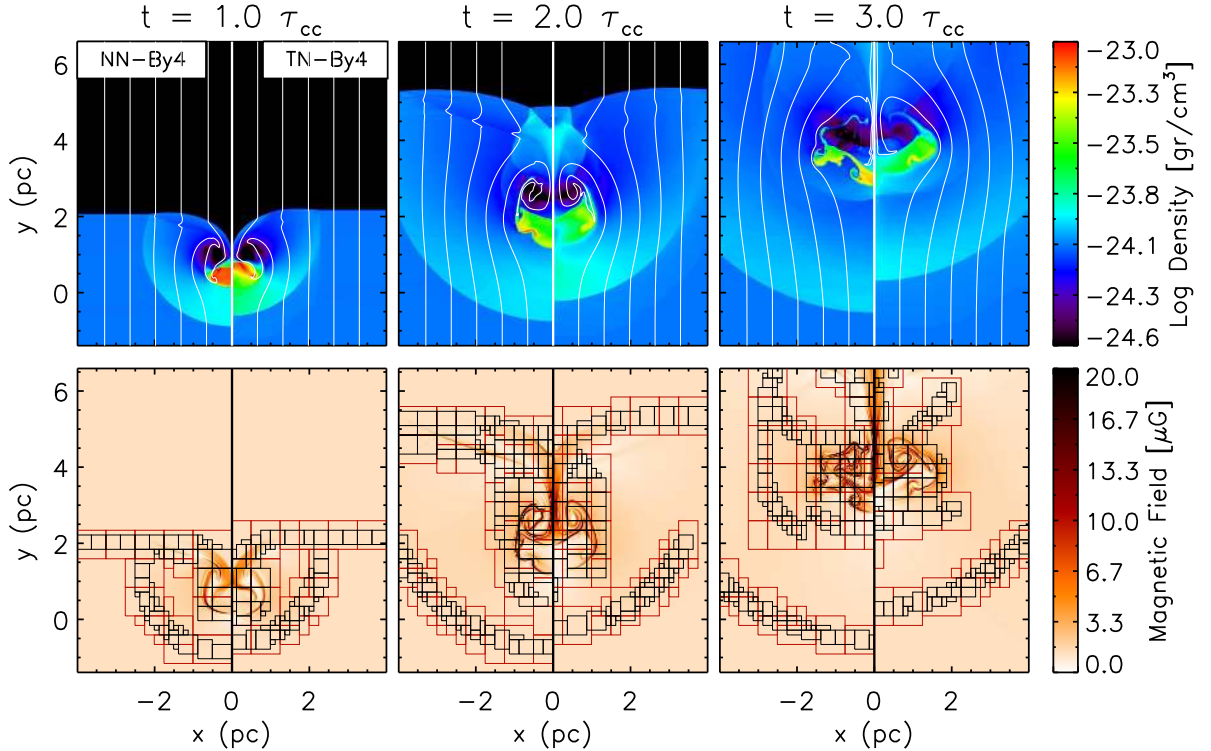 t = 1.0 τcc
t = 2.0 τcc
t = 3.0 τcc
NN−By4
TN−By4
6
4
2
0
y (pc)
−23.0
−23.3
−23.5
−23.8
−24.1
−24.3
−24.6
Log Density [gr/cm³]
6
4
2
0
y (pc)
20.0
16.7
13.3
10.0
6.7
3.3
0.0
Magnetic Field [μG]
−2 0 2
−2 0 2
−2 0 2
x (pc)
x (pc)
x (pc)